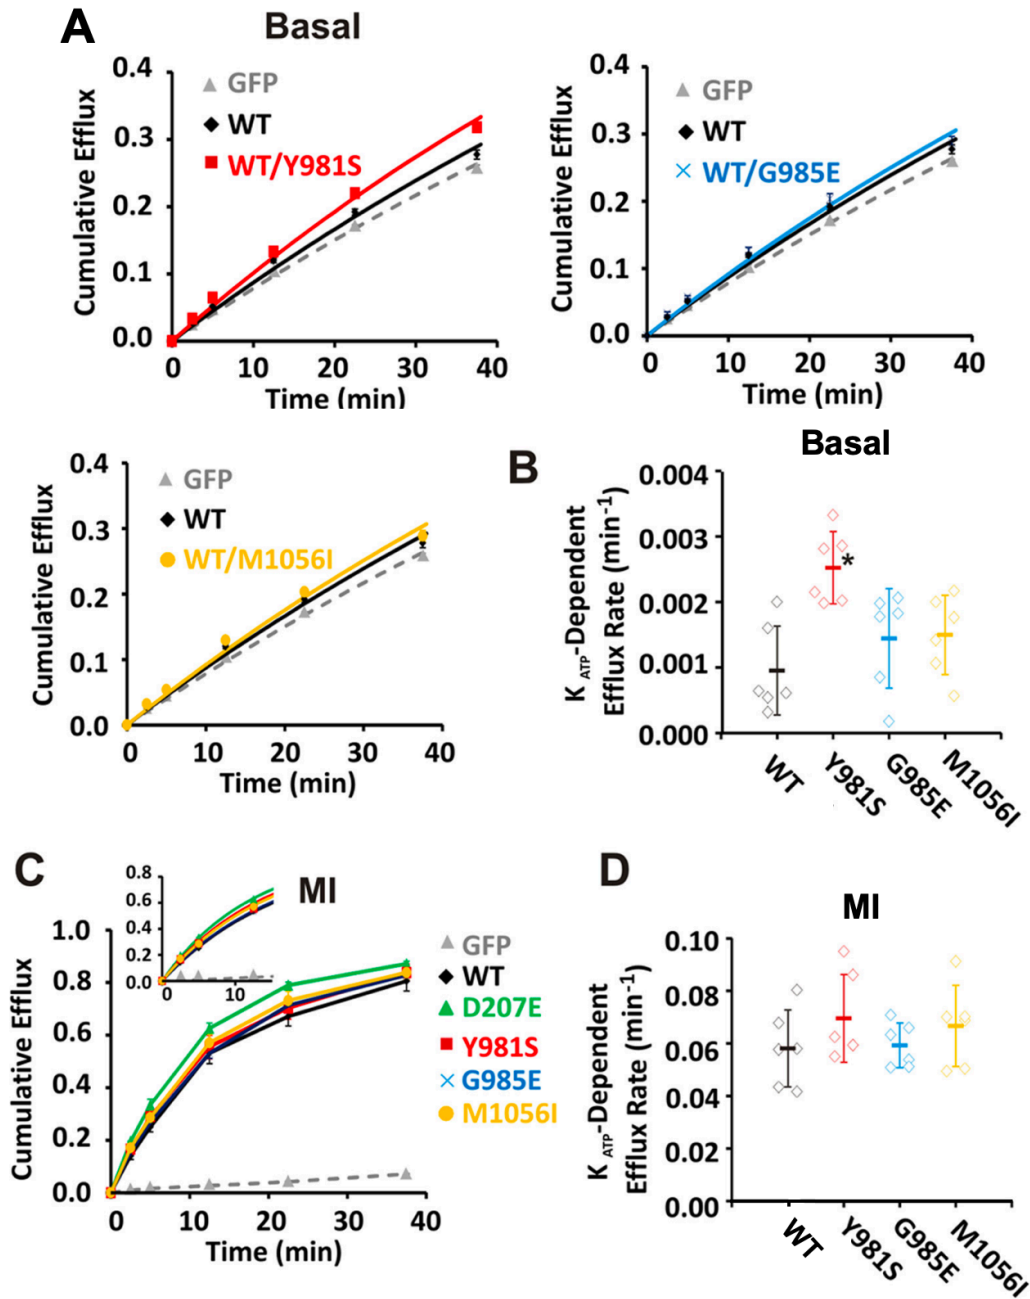 A
Basal
Cumulative Efflux
0.4
0.3
0.2
0.1
0.0
GFP
WT
WT/Y981S
0 10 20 30 40
Time (min)
Cumulative Efflux
0.4
0.3
0.2
0.1
0.0
GFP
WT
WT/G985E
0 10 20 30 40
Time (min)
Cumulative Efflux
0.4
0.3
0.2
0.1
0.0
GFP
WT
WT/M1056I
0 10 20 30 40
Time (min)
B
Basal
K ATP-Dependent
Efflux Rate (min-1)
0.004
0.003
0.002
0.001
0.000
*
WT
Y981S
G985E
M1056I
C
MI
0.8
0.6
0.4
0.2
0.0
0 10
Cumulative Efflux
1.0
0.8
0.6
0.4
0.2
0.0
GFP
WT
D207E
Y981S
G985E
M1056I
0 10 20 30 40
Time (min)
D
MI
K ATP-Dependent
Efflux Rate (min-1)
0.10
0.08
0.06
0.04
0.02
0.00
WT
Y981S
G985E
M1056I